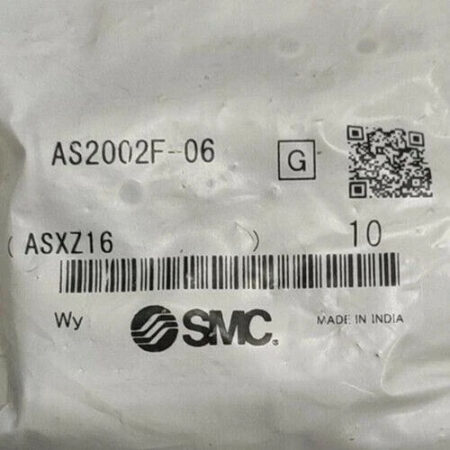 AS2002F-06 G
(ASXZ16 ) 10
Wy SMC. MADE IN INDIA